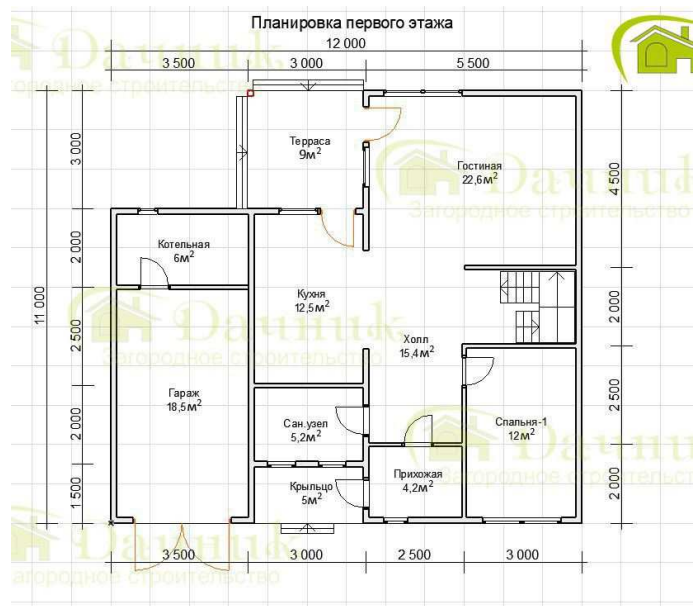 Планировка первого этажа
12 000
3 500
3 000
5 500
Дачник
Загородное строительство
3 000
2 000
2 500
2 000
1 500
11 000
Терраса
9м²
Гостиная
22,6м²
4 500
2 000
2 500
2 000
Дачник
Загородное строительство
Котельная
6м²
Кухня
12,5м²
Холл
15,4м²
Дачник
Загородное строительство
Гараж
18,5м²
Сан.узел
5,2м²
Спальня-1
12м²
Крыльцо
5м²
Прихожая
4,2м²
Дачник
Загородное строительство
3 500
3 000
2 500
3 000
Дачник
Загородное строительство